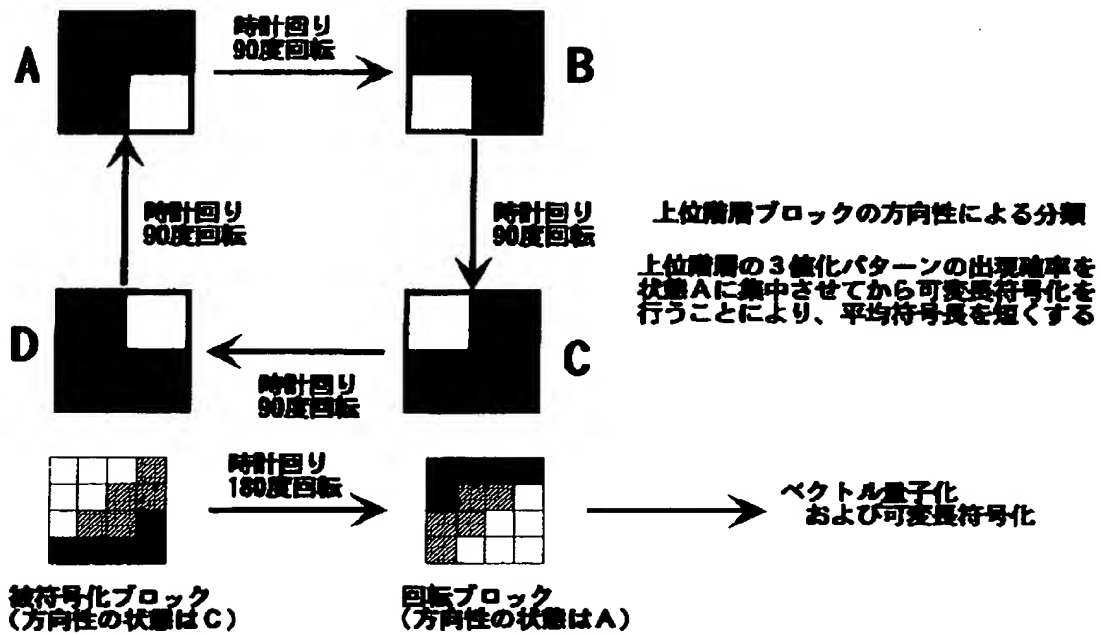 時計回り
90度回転
A
B
時計回り
90度回転
時計回り
90度回転
上位階層ブロックの方向性による分類
上位階層の3値化パターンの出現確率を
状態Aに集中させてから可変長符号化を
行うことにより、平均符号長を短くする
D
C
時計回り
90度回転
時計回り
180度回転
ベクトル量子化
および可変長符号化
被符号化ブロック
(方向性の状態はC)
回転ブロック
(方向性の状態はA)